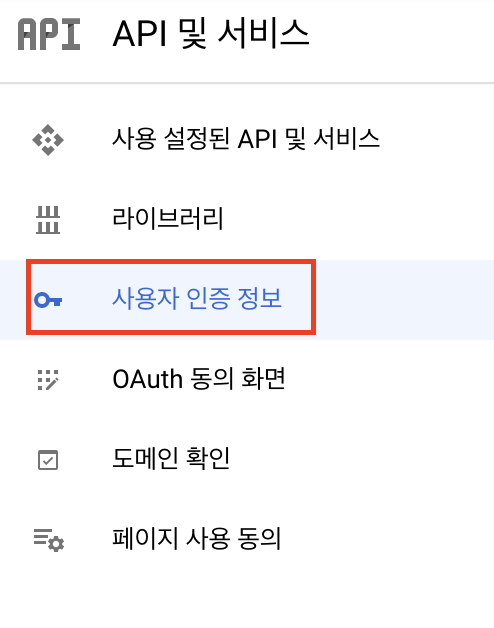 API API 및 서비스
사용 설정된 API 및 서비스
라이브러리
사용자 인증 정보
OAuth 동의 화면
도메인 확인
페이지 사용 동의